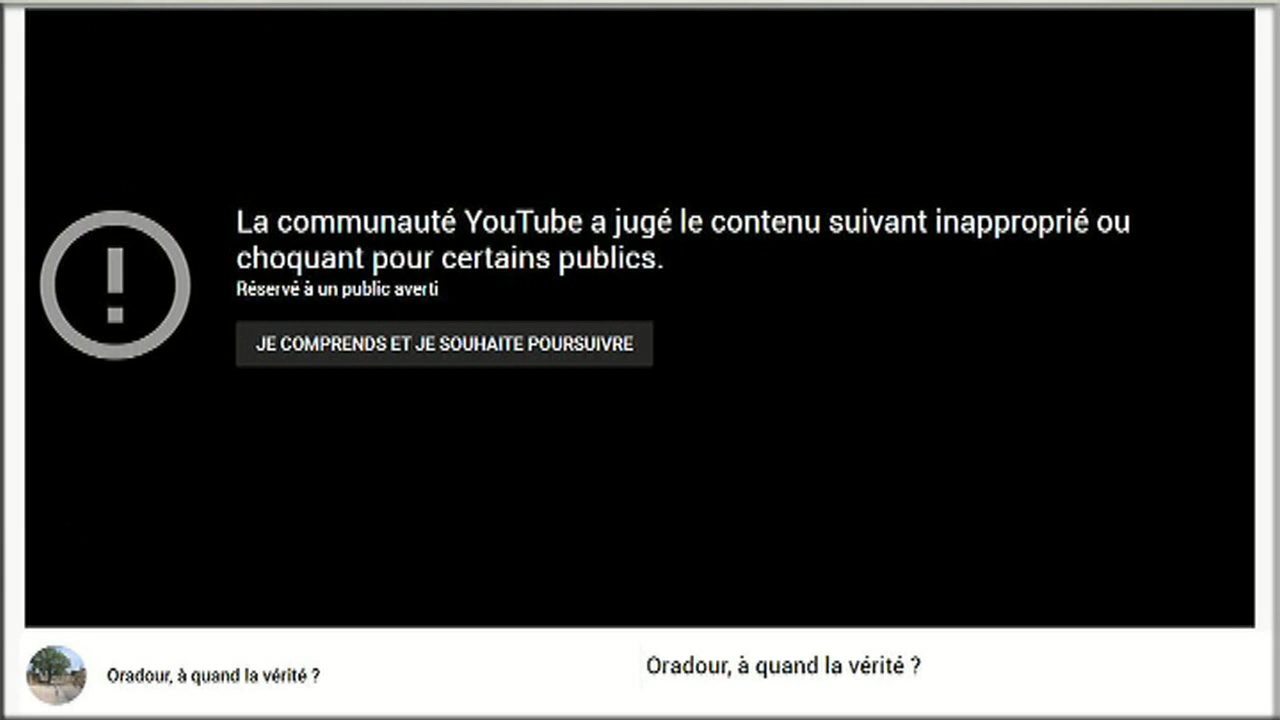 La communauté YouTube a jugé le contenu suivant inapproprié ou
choquant pour certains publics.
Réservé à un public averti
JE COMPRENDS ET JE SOUHAITE POURSUIVRE
Oradour, à quand la vérité ?
Oradour, à quand la vérité ?